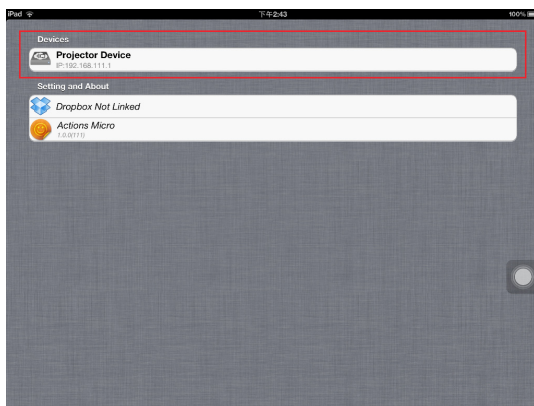 iPad 下午2:43 100%
Devices
Projector Device
IP:192.168.111.1
Setting and About
Dropbox Not Linked
Actions Micro
1.0.0(111)